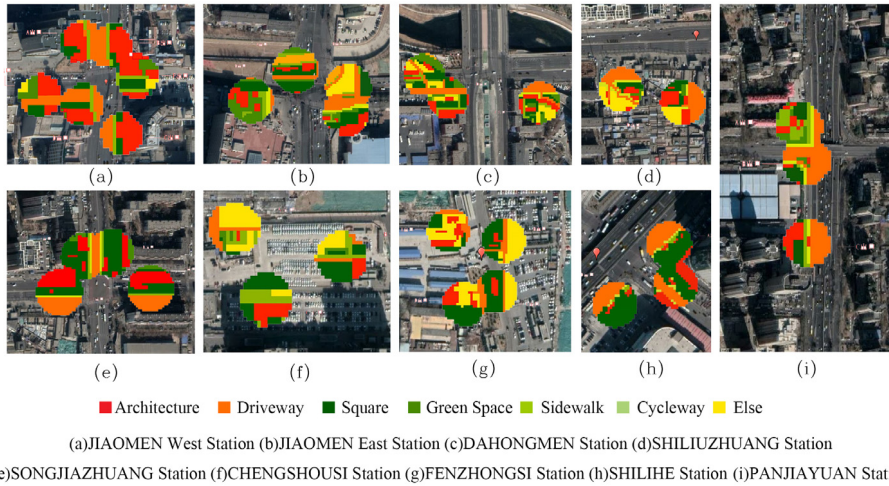 (a)
(b)
(c)
(d)
(e)
(f)
(g)
(h)
(i)
Architecture Driveway Square Green Space Sidewalk Cycleway Else
(a)JIAOMEN West Station (b)JIAOMEN East Station (c)DAHONGMEN Station (d)SHILIUZHUANG Station
e)SONGJIAZHUANG Station (f)CHENGSHOUSI Station (g)FENZHONGSI Station (h)SHILIHE Station (i)PANJIAYUAN Stat